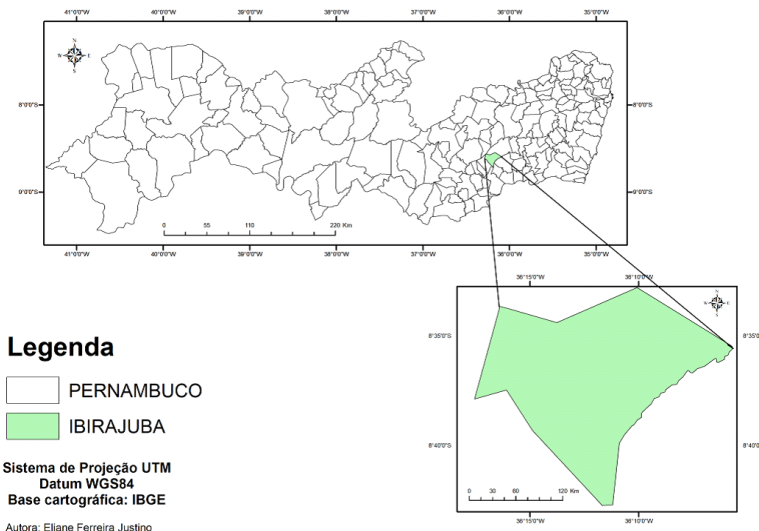 41°0'0"W 40°0'0"W 39°0'0"W 38°0'0"W 37°0'0"W 36°0'0"W 35°0'0"W
N
W E
S
8°0'0"S 8°0'0"S
9°0'0"S 9°0'0"S
0 55 110 220 Km
41°0'0"W 40°0'0"W 39°0'0"W 38°0'0"W 37°0'0"W 36°0'0"W 35°0'0"W
36°15'0"W 36°10'0"W
N
W E
S
8°35'0"S 8°35'0"S
8°40'0"S 8°40'0"S
0 30 60 120 Km
36°15'0"W 36°10'0"W
Legenda
PERNAMBUCO
IBIRAJUBA
Sistema de Projeção UTM
Datum WGS84
Base cartográfica: IBGE
Autora: Eliane Ferreira Justino